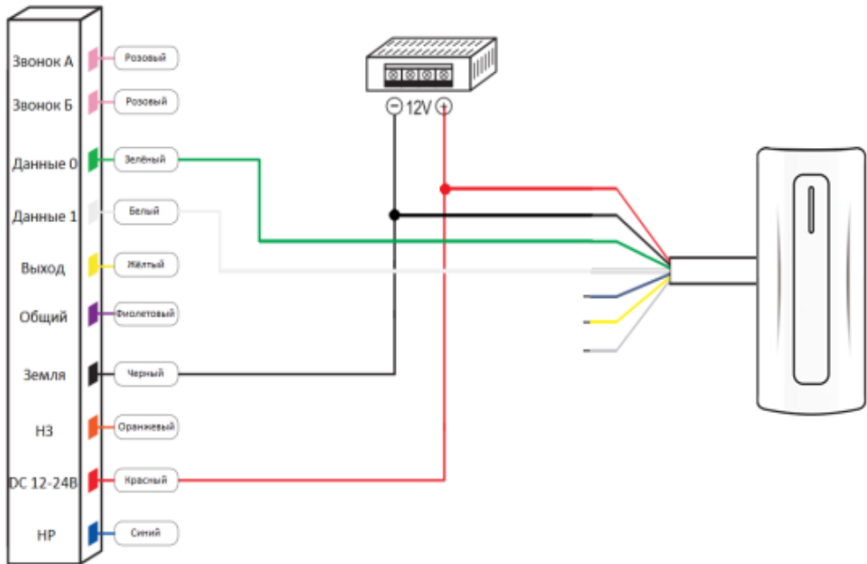 Звонок А
Розовый
Звонок Б
Розовый
Данные 0
Зелёный
Данные 1
Белый
Выход
Жёлтый
Общий
Фиолетовый
Земля
Черный
НЗ
Оранжевый
DC 12-24В
Красный
НР
Синий
12V